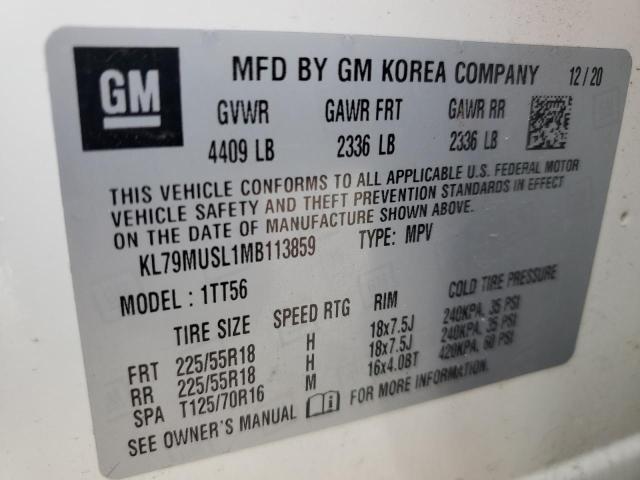 GM
MFD BY GM KOREA COMPANY 12/20
GVWR GAWR FRT GAWR RR
4409 LB 2336 LB 2336 LB
THIS VEHICLE CONFORMS TO ALL APPLICABLE U.S. FEDERAL MOTOR
VEHICLE SAFETY AND THEFT PREVENTION STANDARDS IN EFFECT
ON THE DATE OF MANUFACTURE SHOWN ABOVE.
KL79MUSL1MB113859 TYPE: MPV
MODEL : 1TT56
TIRE SIZE SPEED RTG RIM COLD TIRE PRESSURE
FRT 225/55R18 H 18x7.5J 240KPA, 35 PSI
RR 225/55R18 H 18x7.5J 240KPA, 35 PSI
SPA T125/70R16 M 16x4.0BT 420KPA, 60 PSI
SEE OWNER'S MANUAL FOR MORE INFORMATION.